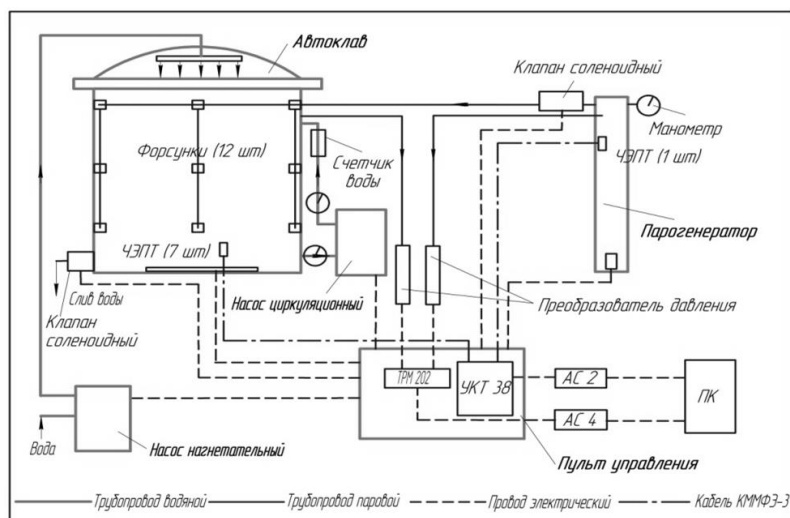 Автоклав
Клапан соленоидный
Манометр
Форсунки (12 шт)
Счетчик
воды
ЧЭПТ (1 шт)
Парогенератор
ЧЭПТ (7 шт)
Слив воды
Клапан
соленоидный
Насос циркуляционный
Преобразователь давления
ТРМ 202
УКТ 38
АС 2
АС 4
ПК
Вода
Насос нагнетательный
Пульт управления
Трубопровод водяной
Трубопровод паровой
Провод электрический
Кабель КММФЭ-3